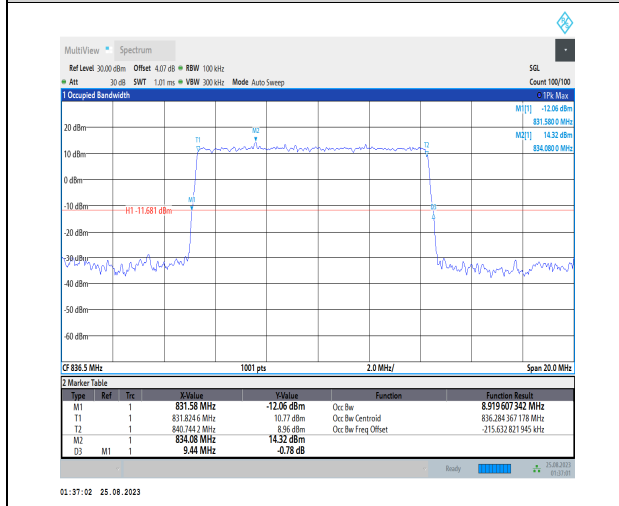 MultiView Spectrum
Ref Level 30.00 dBm Offset 4.07 dB RBW 100 kHz SGL
Att 30 dB SWT 1.01 ms VBW 300 kHz Mode Auto Sweep Count 100/100
1 Occupied Bandwidth 1Pk Max
M1[1] -12.06 dBm
831.580 0 MHz
M2[1] 14.32 dBm
834.080 0 MHz
20 dBm
M2
T1
T2
10 dBm
0 dBm
M3
-10 dBm
H1 -11.681 dBm
D3
-20 dBm
-30 dBm
-40 dBm
-50 dBm
-60 dBm
CF 836.5 MHz 1001 pts 2.0 MHz/ Span 20.0 MHz
2 Marker Table
Type Ref Trc X-Value Y-Value Function Function Result
M1 1 831.58 MHz -12.06 dBm Occ Bw 8.919 607 342 MHz
T1 1 831.824 6 MHz 10.77 dBm Occ Bw Centroid 836.284 367 178 MHz
T2 1 840.744 2 MHz 8.96 dBm Occ Bw Freq Offset -215.632 821 945 kHz
M2 1 834.08 MHz 14.32 dBm
D3 M1 1 9.44 MHz -0.78 dB
Ready 25.08.2023
01:37:01
01:37:02 25.08.2023